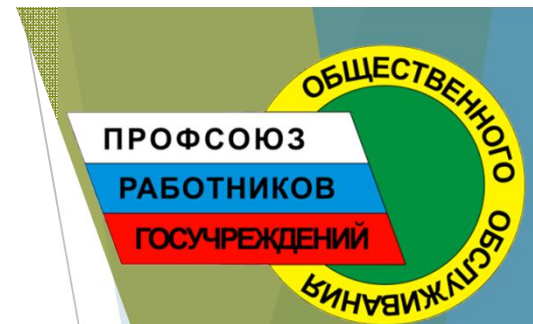 ПРОФСОЮЗ
РАБОТНИКОВ
ГОСУЧРЕЖДЕНИЙ
ОБЩЕСТВЕННОГО ОБСЛУЖИВАНИЯ